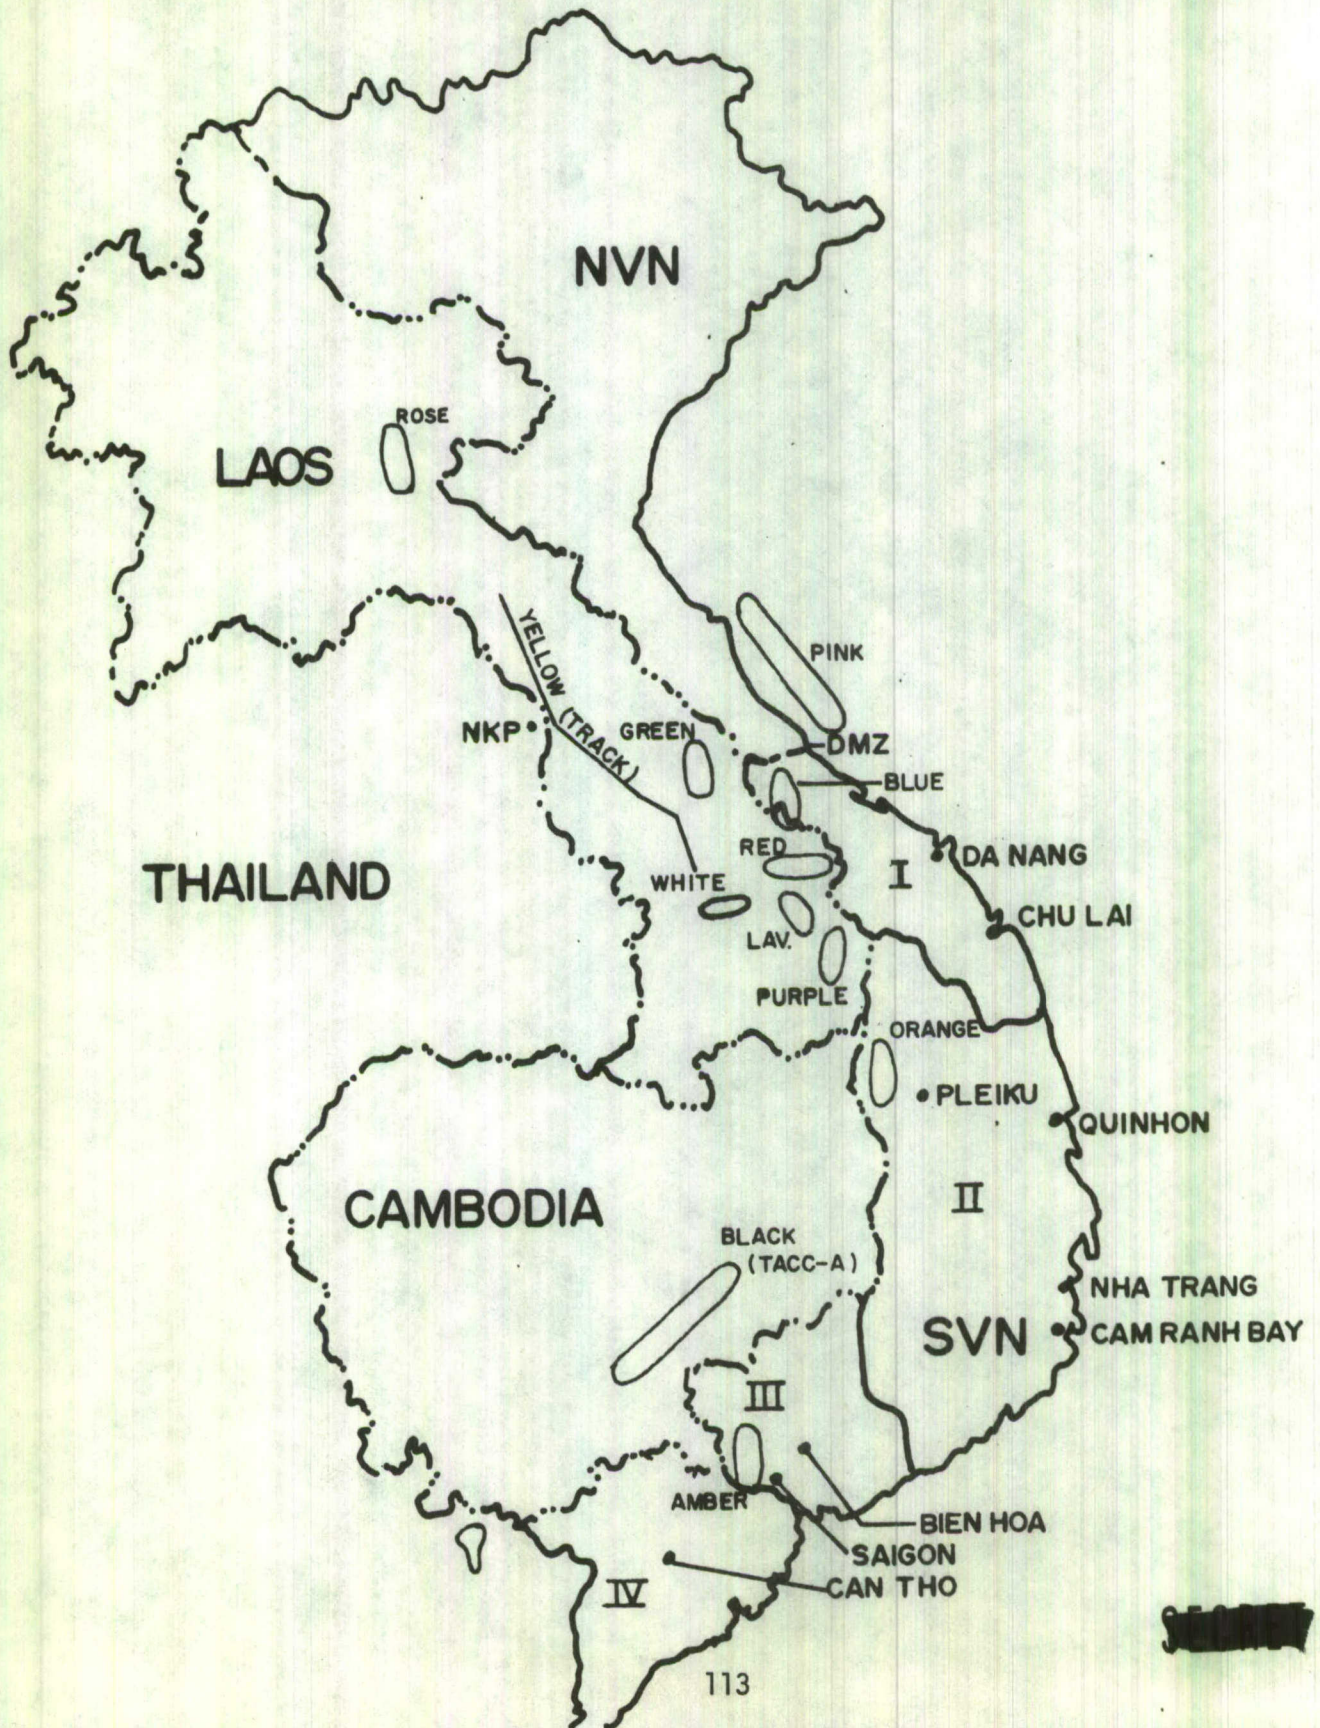 NVN
ROSE
LAOS
YELLOW (TRACK)
PINK
NKP
GREEN
DMZ
BLUE
RED
I
DA NANG
THAILAND
WHITE
CHU LAI
LAV.
PURPLE
ORANGE
PLEIKU
QUINHON
II
CAMBODIA
BLACK
(TACC-A)
NHA TRANG
SVN
CAM RANH BAY
III
AMBER
BIEN HOA
SAIGON
CAN THO
IV
113